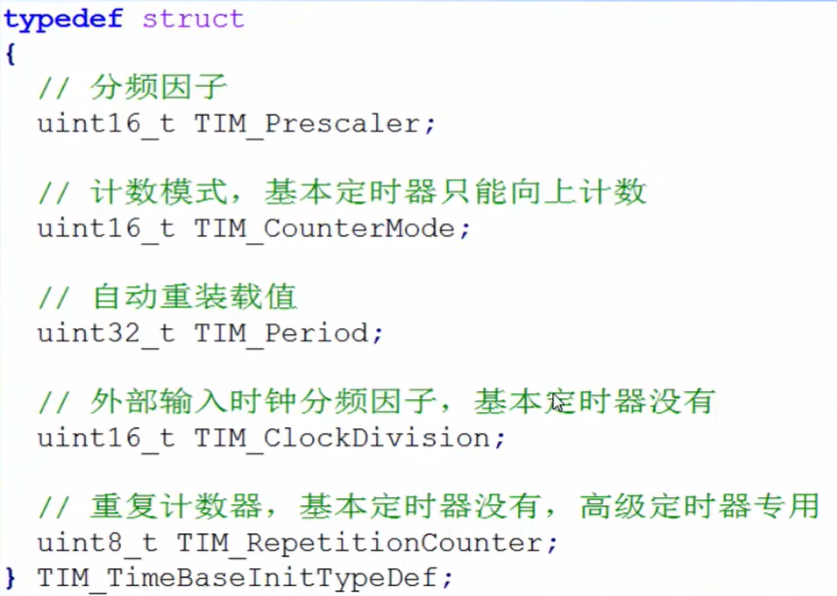 typedef struct
{
// 分频因子
uint16_t TIM_Prescaler;
// 计数模式，基本定时器只能向上计数
uint16_t TIM_CounterMode;
// 自动重装载值
uint32_t TIM_Period;
// 外部输入时钟分频因子，基本定时器没有
uint16_t TIM_ClockDivision;
// 重复计数器，基本定时器没有，高级定时器专用
uint8_t TIM_RepetitionCounter;
} TIM_TimeBaseInitTypeDef;